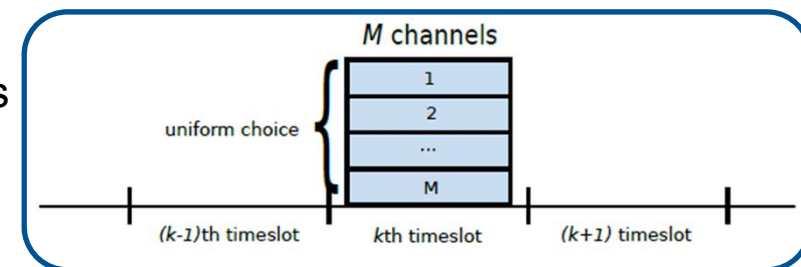 M channels
s
1
uniform choice
2
...
M
(k-1)th timeslot
kth timeslot
(k+1) timeslot